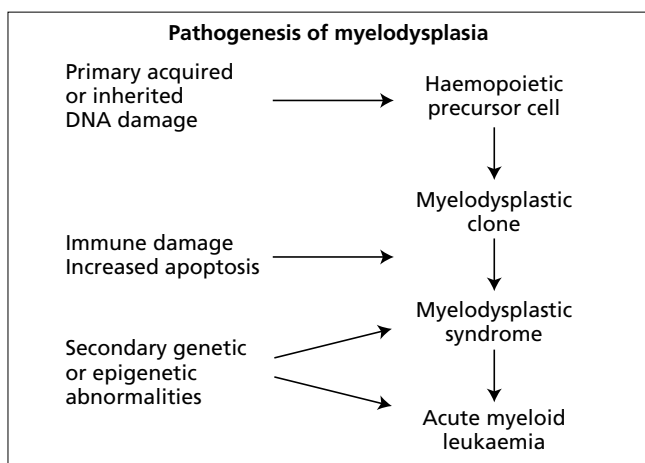 Pathogenesis of myelodysplasia
Primary acquired
or inherited
DNA damage
Haemopoietic
precursor cell
Myelodysplastic
clone
Immune damage
Increased apoptosis
Myelodysplastic
syndrome
Secondary genetic
or epigenetic
abnormalities
Acute myeloid
leukaemia